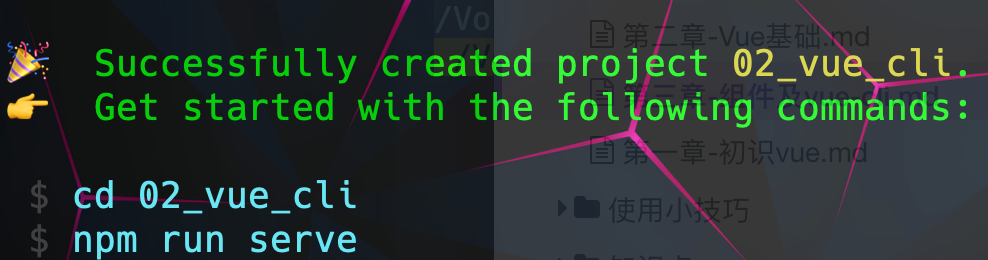 /Vo
第二章-Vue基础.md
🎉 Successfully created project 02_vue_cli.
👉 Get started with the following commands:
第三章-组件及vue-cli.md
第一章-初识vue.md
$ cd 02_vue_cli
使用小技巧
$ npm run serve